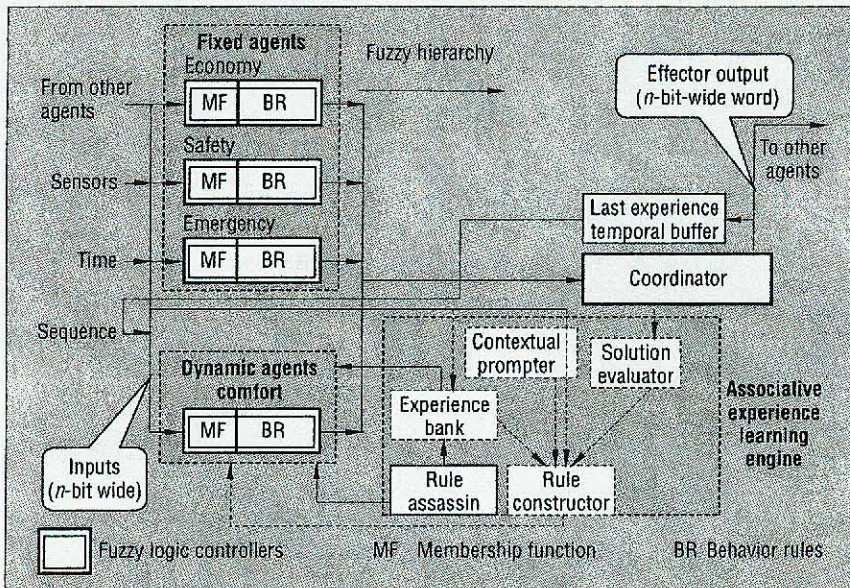 Fixed agents
Economy
MF BR
Safety
MF BR
Emergency
MF BR
From other
agents
Sensors
Time
Sequence
Fuzzy hierarchy
Effector output
(n-bit-wide word)
To other
agents
Last experience
temporal buffer
Coordinator
Dynamic agents
comfort
MF BR
Inputs
(n-bit wide)
Contextual
prompter
Solution
evaluator
Experience
bank
Rule
assassin
Rule
constructor
Associative
experience
learning
engine
Fuzzy logic controllers
MF Membership function
BR Behavior rules